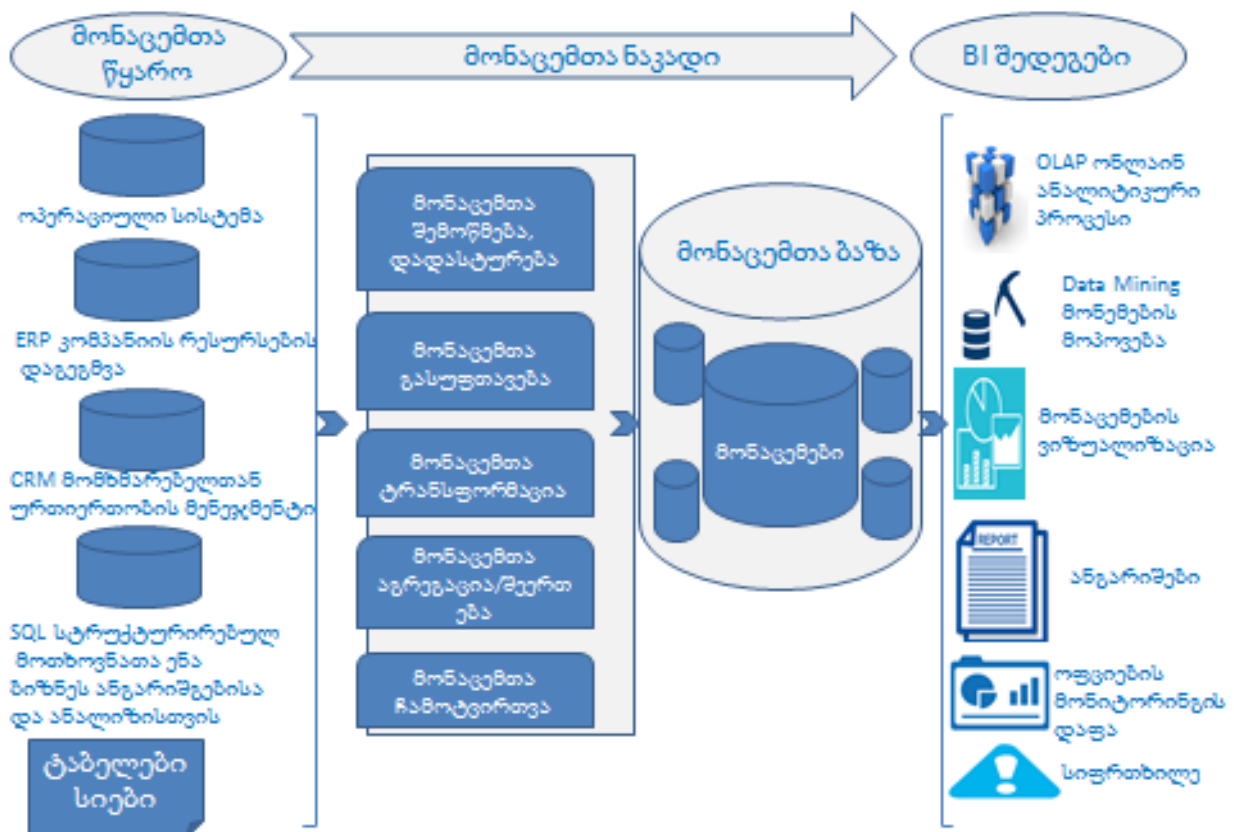 მონაცემთა
წყარო
მონაცემთა ნაკადი
BI შედეგები
ოპერაციული სისტემა
ERP კომპანიის რესურსების
დაგეგმვა
CRM მომხმარებელთან
ურთიერთობის მენეჯმენტი
SQL სტრუქტურირებულ
მოთხოვნათა ენა
ბიზნეს ანგარიშგებისა
და ანალიზისთვის
ტაბელები
სიები
მონაცემთა
შემოწმება,
დადასტურება
მონაცემთა
გასუფთავება
მონაცემთა
ტრანსფორმაცია
მონაცემთა
აგრეგაცია/შეერთ
ება
მონაცემთა
ჩამოტვირთვა
მონაცემთა ბაზა
მონაცემები
OLAP ონლაინ
ანალიტიკური
პროცესი
Data Mining
მონემების
მოპოვება
მონაცემების
ვიზუალიზაცია
REPORT
ანგარიშები
ოფციების
მონიტორინგის
დაფა
სიფრთხილე